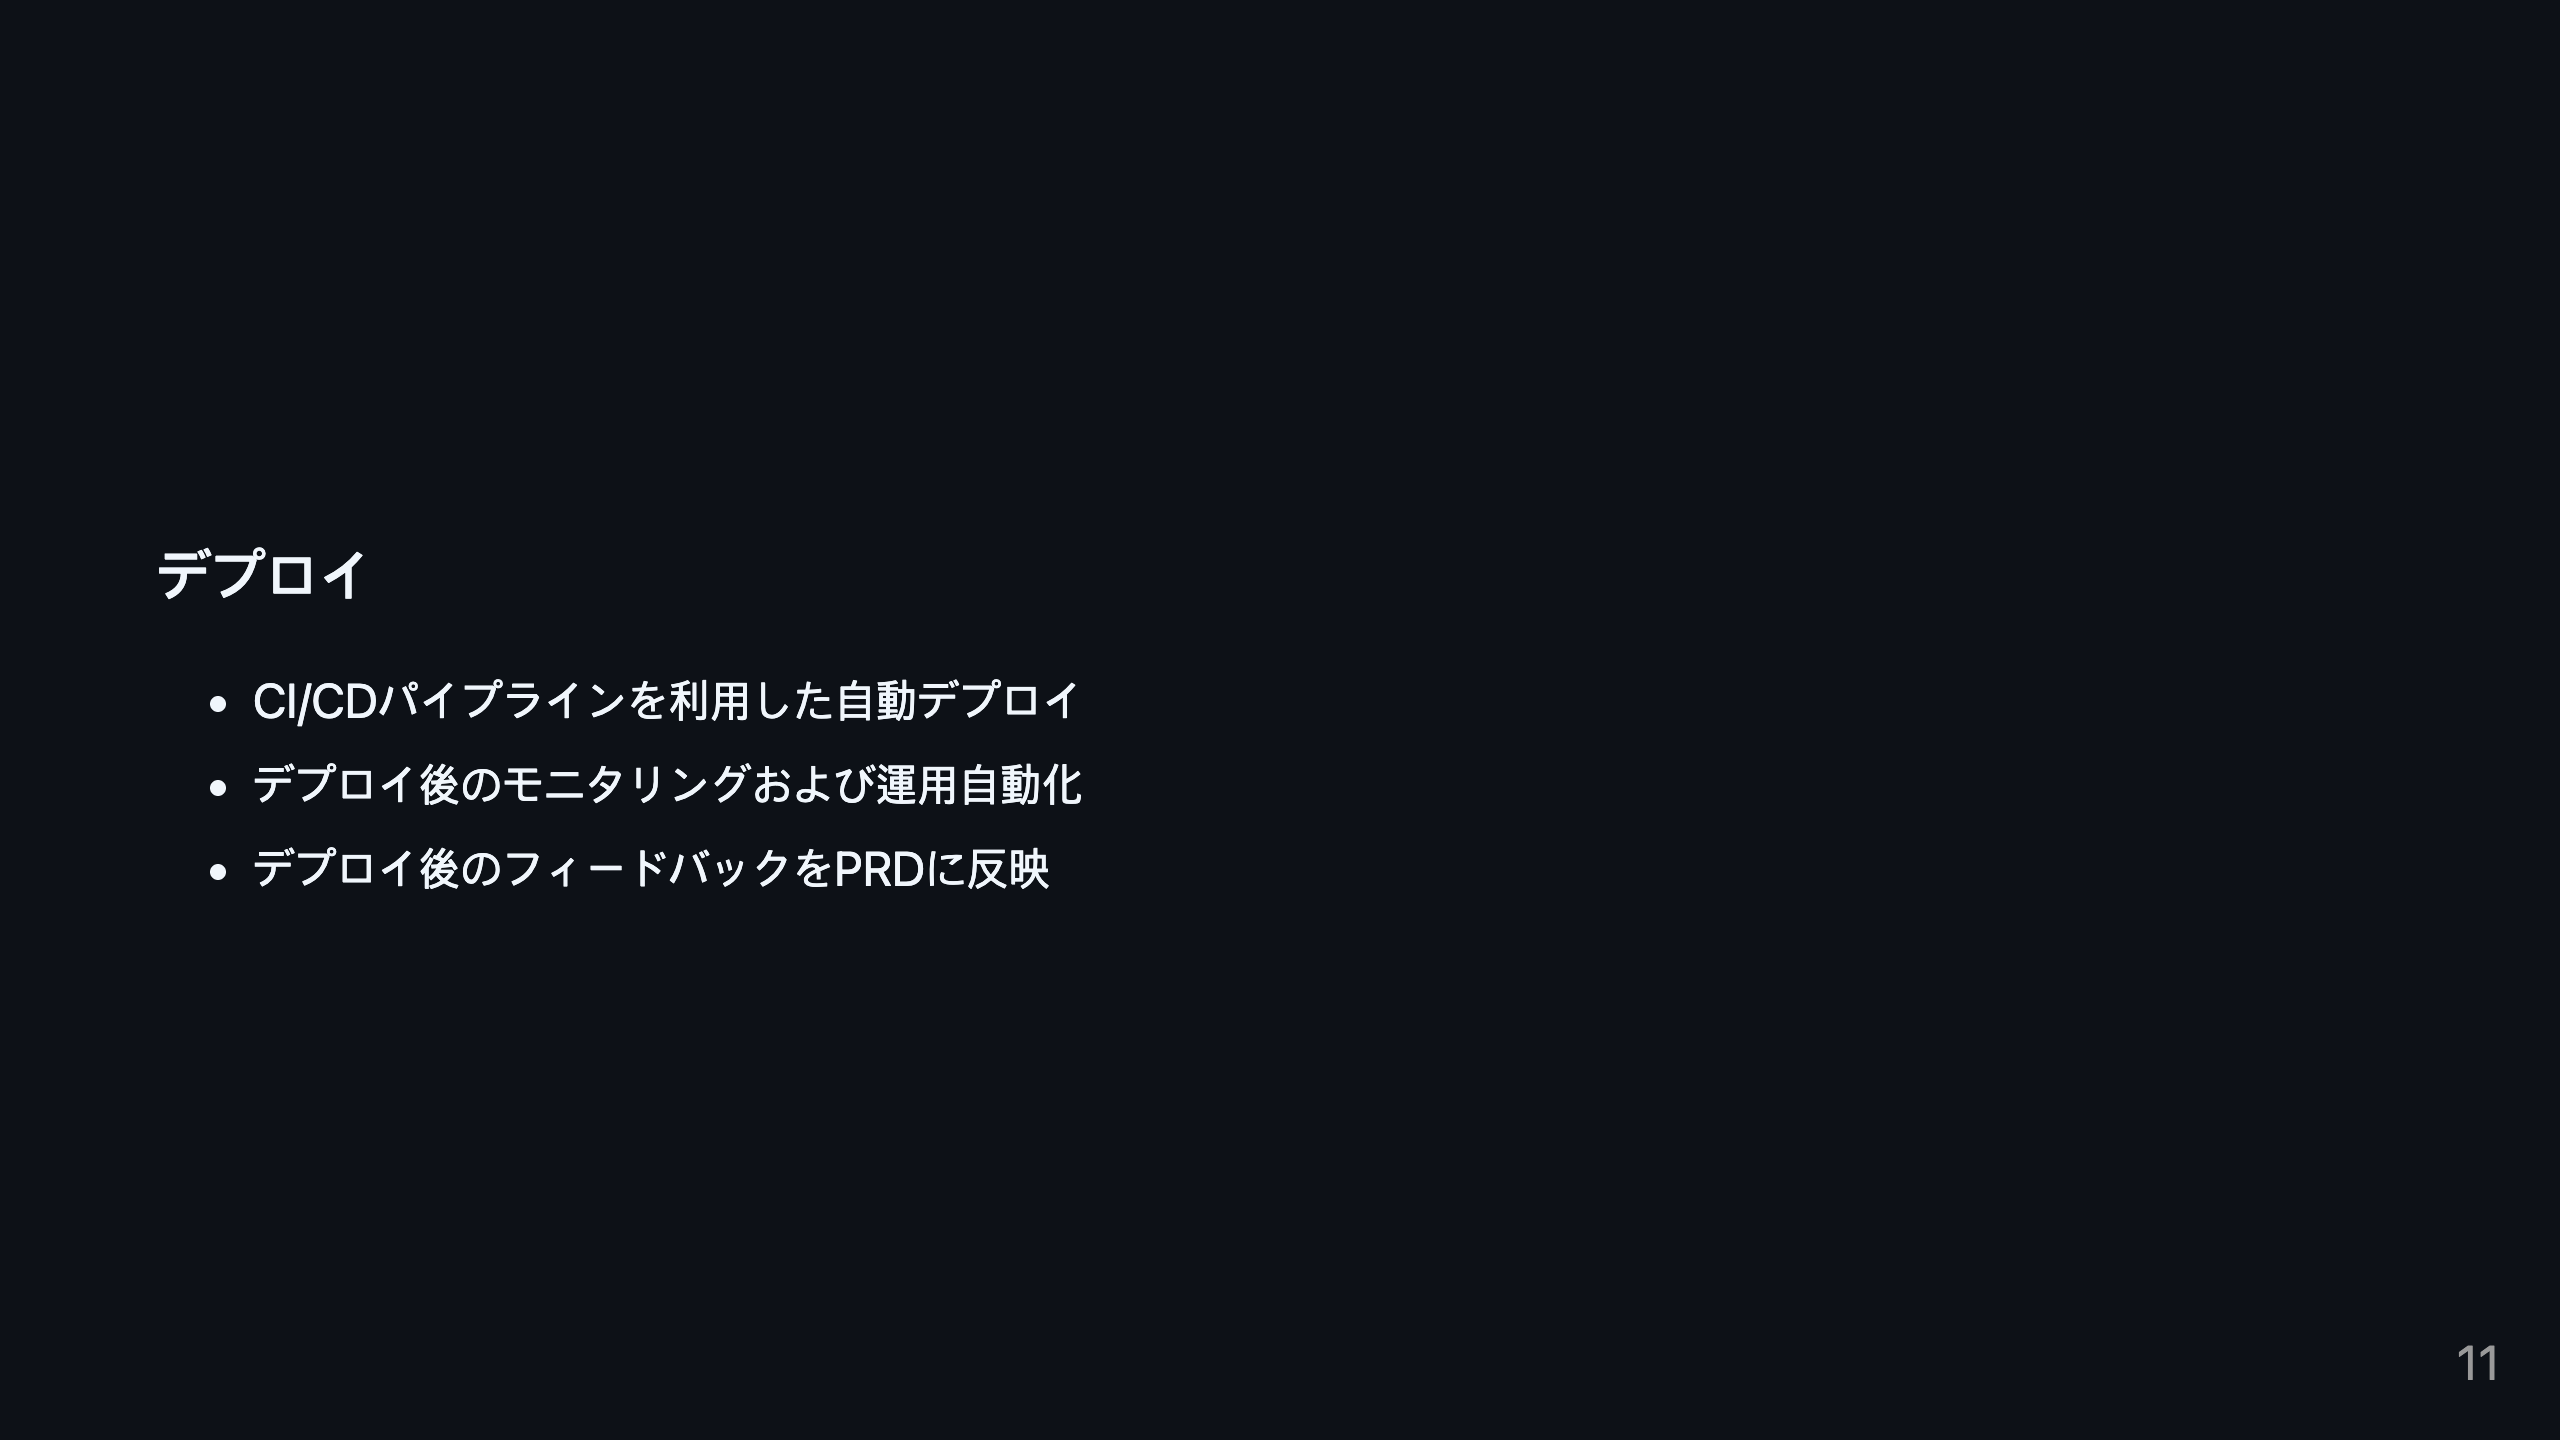 デプロイ
• CI/CDパイプラインを利用した自動デプロイ
• デプロイ後のモニタリングおよび運用自動化
• デプロイ後のフィードバックをPRDに反映
11